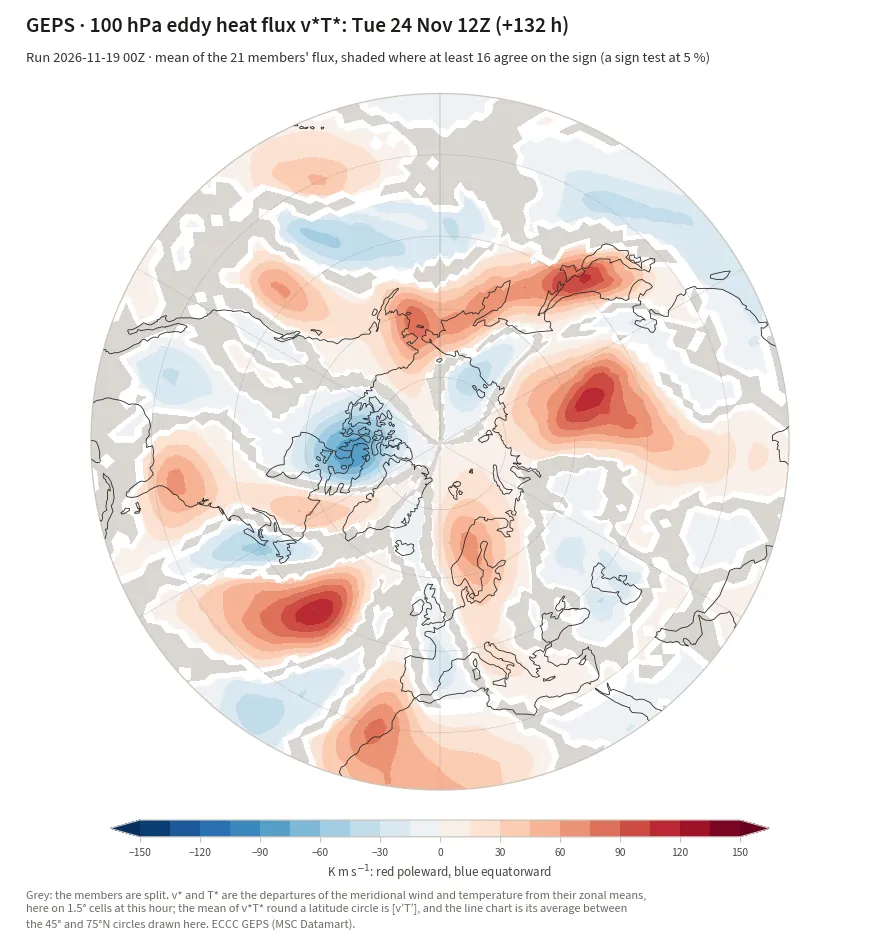 GEPS · 100 hPa eddy heat flux v*T*: Tue 24 Nov 12Z (+132 h)
Run 2026-11-19 00Z · mean of the 21 members' flux, shaded where at least 16 agree on the sign (a sign test at 5 %)
−150 −120 −90 −60 −30 0 30 60 90 120 150
K m s⁻¹: red poleward, blue equatorward
Grey: the members are split. v* and T* are the departures of the meridional wind and temperature from their zonal means,
here on 1.5° cells at this hour; the mean of v*T* round a latitude circle is [v'T'], and the line chart is its average between
the 45° and 75°N circles drawn here. ECCC GEPS (MSC Datamart).